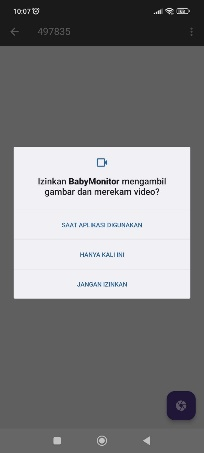 10:07
497835
Izinkan BabyMonitor mengambil
gambar dan merekam video?
SAAT APLIKASI DIGUNAKAN
HANYA KALI INI
JANGAN IZINKAN